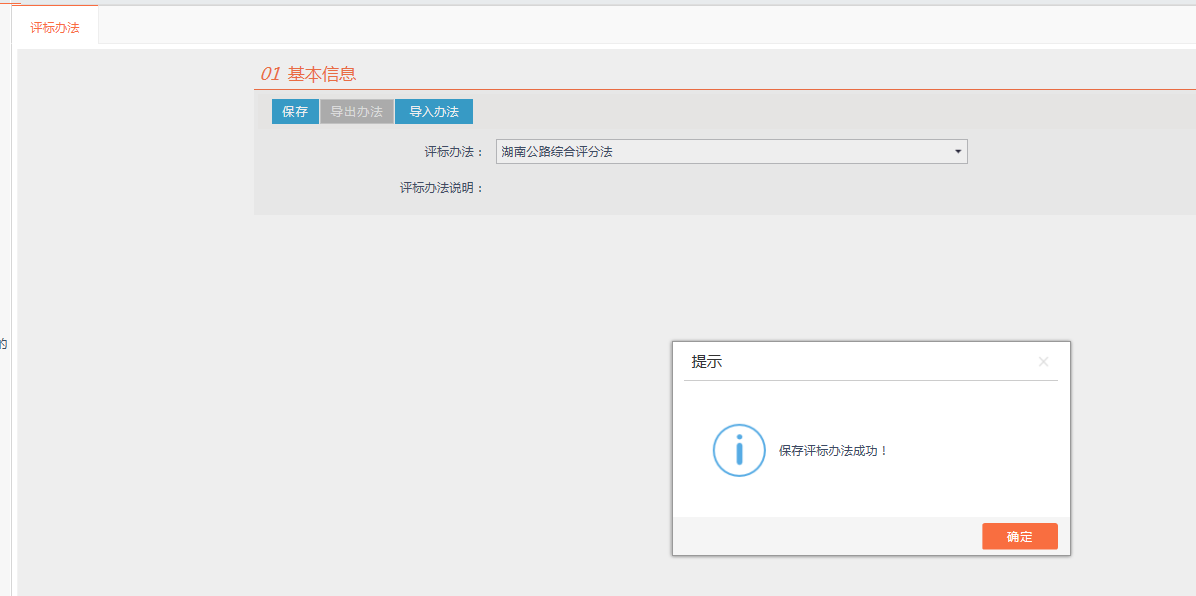 评标办法
01 基本信息
保存 导出办法 导入办法
评标办法： 湖南公路综合评分法
评标办法说明：
的
提示
保存评标办法成功！
确定